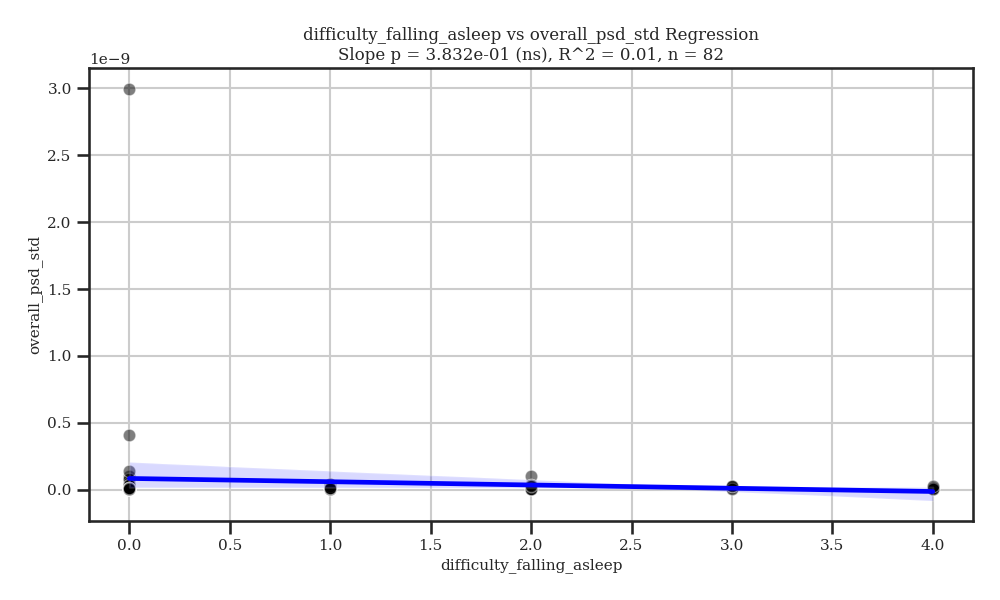 difficulty_falling_asleep vs overall_psd_std Regression
Slope p = 3.832e-01 (ns), R^2 = 0.01, n = 82
1e−9
3.0
2.5
2.0
1.5
1.0
0.5
0.0
overall_psd_std
0.0 0.5 1.0 1.5 2.0 2.5 3.0 3.5 4.0
difficulty_falling_asleep